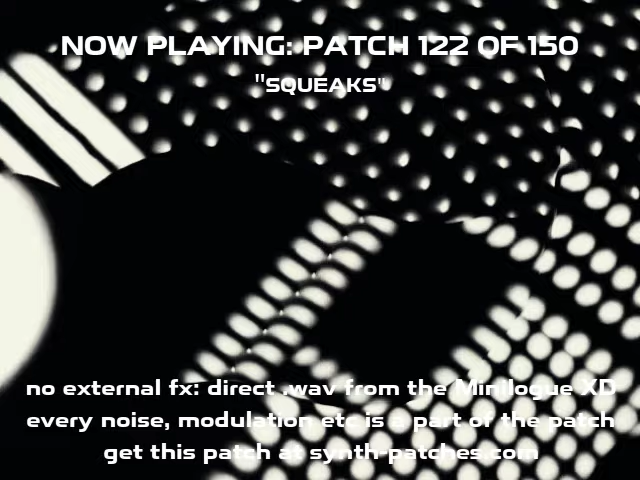 NOW PLAYING: PATCH 122 OF 150
"SQUEAKS"
no external fx: direct .wav from the Minilogue XD
every noise, modulation etc is a part of the patch
get this patch at synth-patches.com